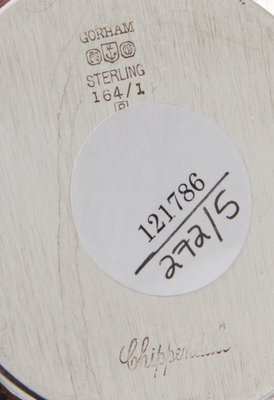 GORHAM
STERLING
164/1
P
121786
272/5
Chippendale